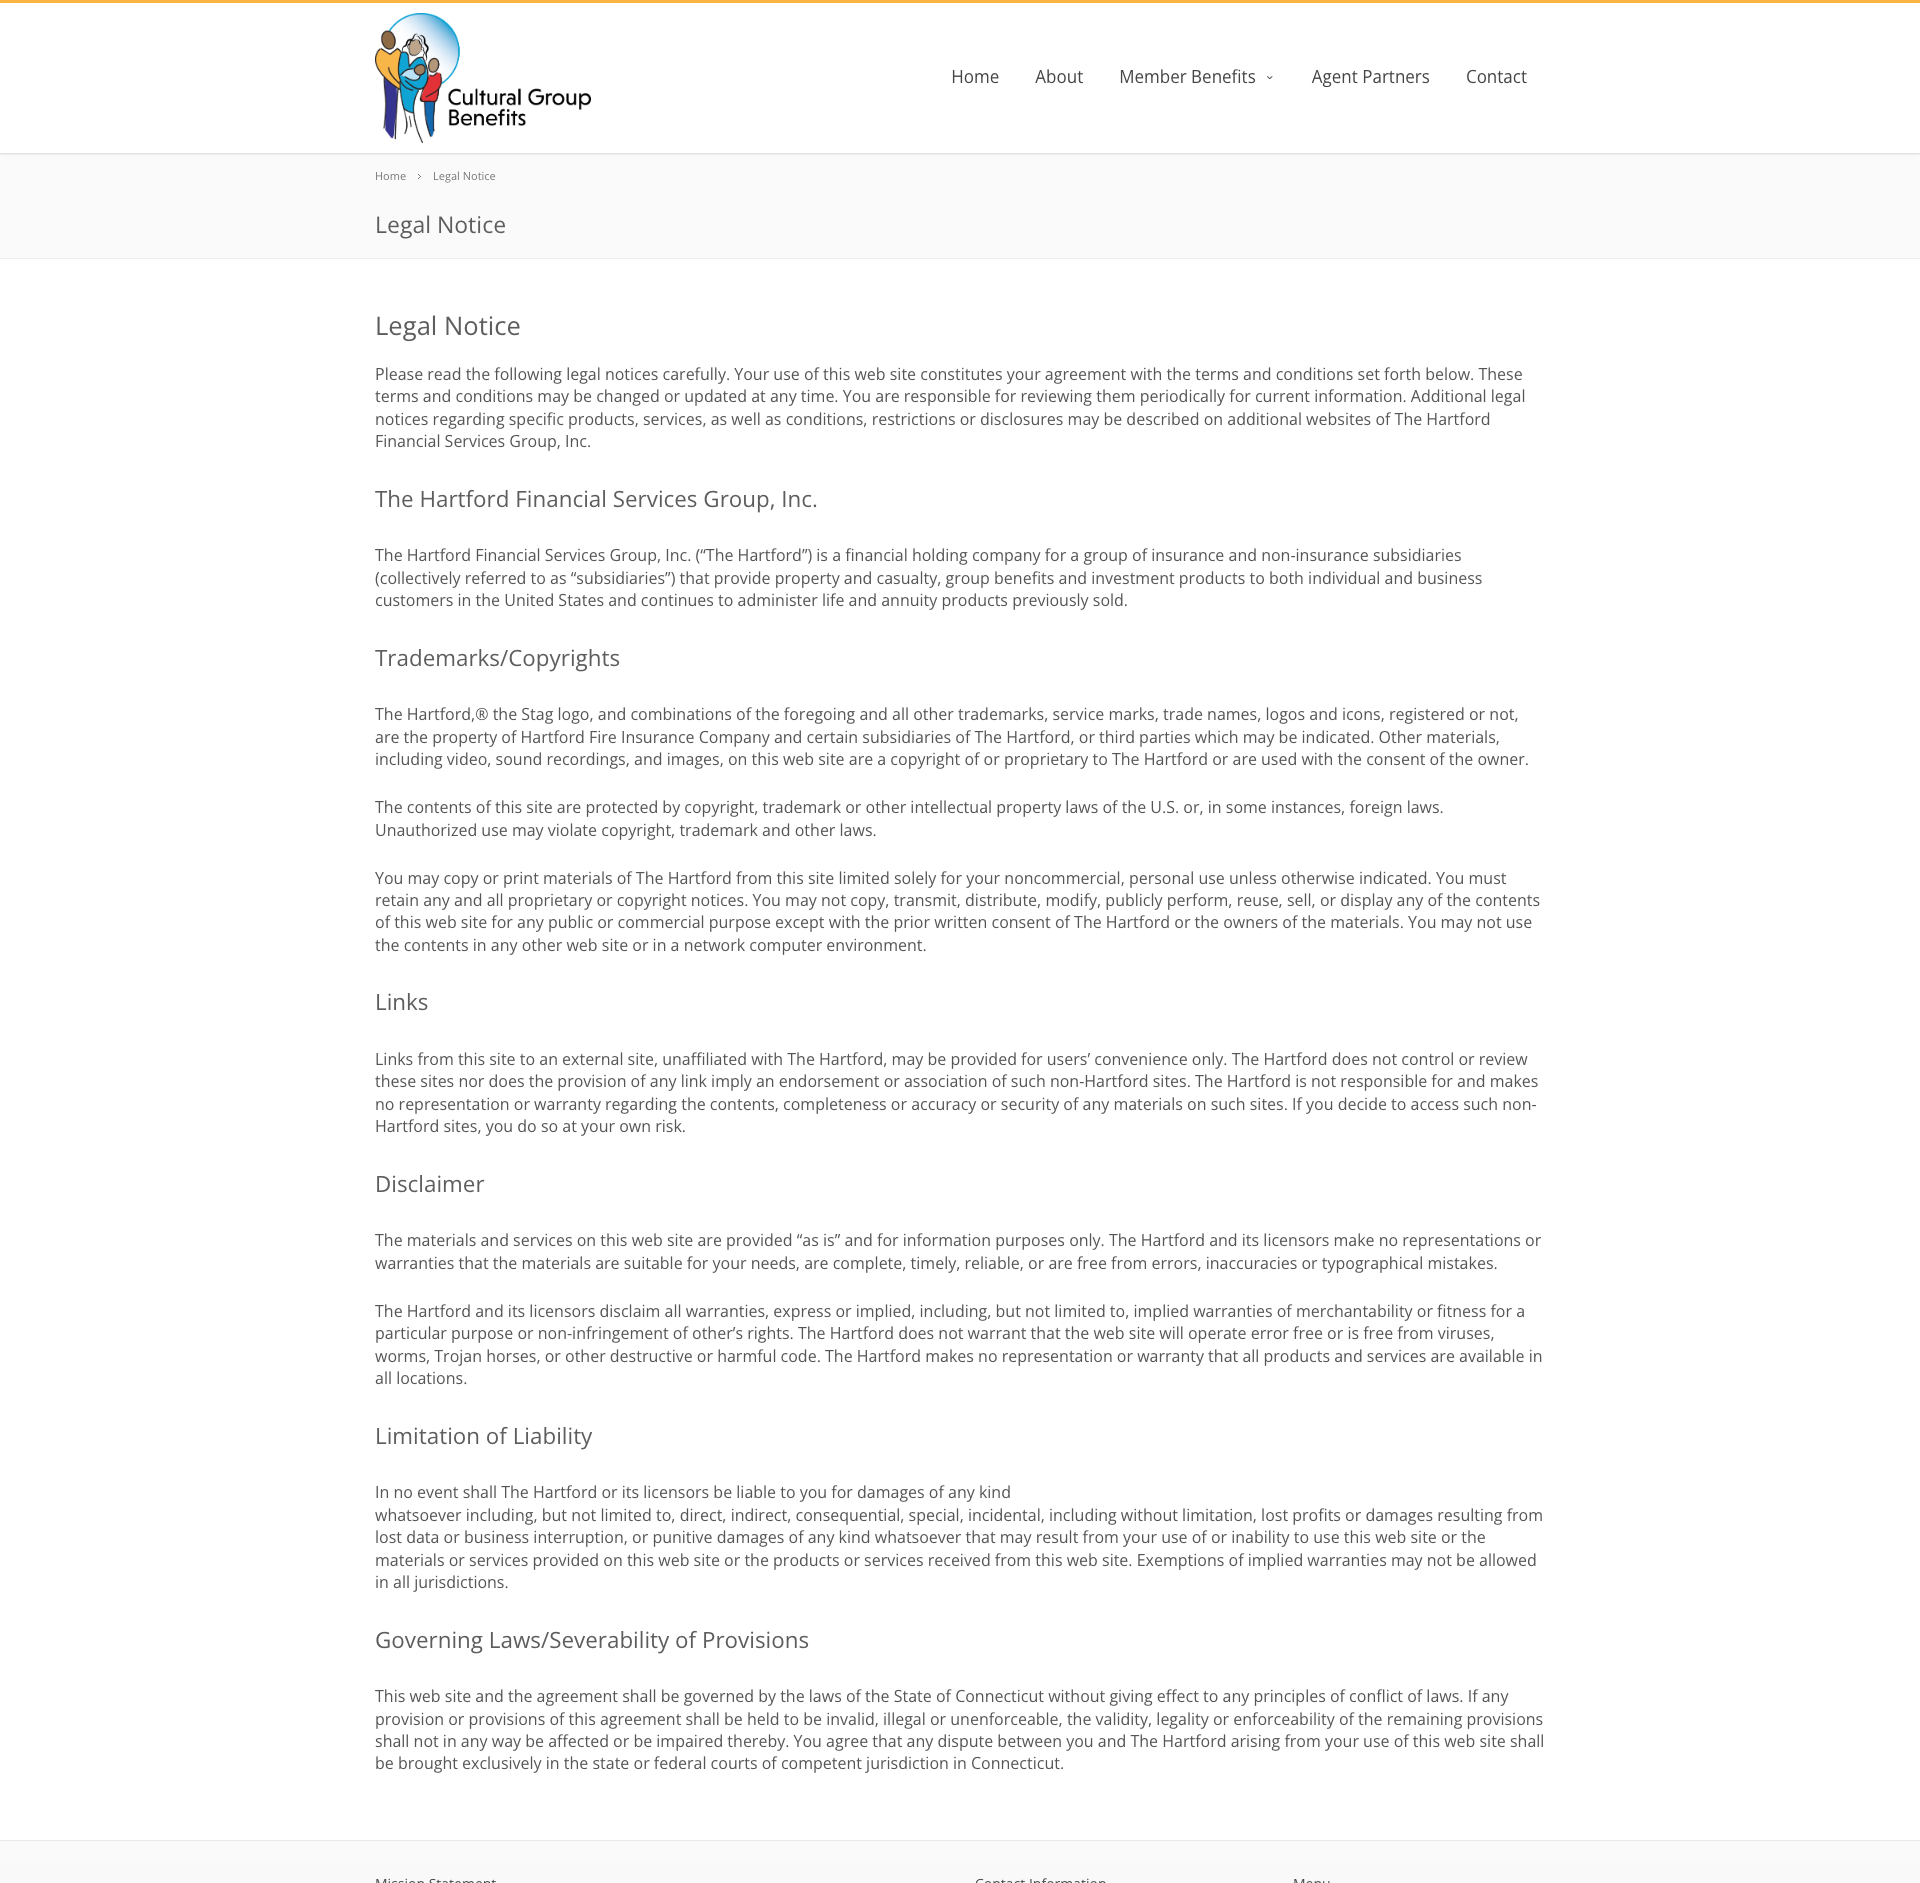 Cultural Group
Benefits
Home
About
Member Benefits
Agent Partners
Contact
Home
Legal Notice
Legal Notice
Legal Notice
Please read the following legal notices carefully. Your use of this web site constitutes your agreement with the terms and conditions set forth below. These
terms and conditions may be changed or updated at any time. You are responsible for reviewing them periodically for current information. Additional legal
notices regarding specific products, services, as well as conditions, restrictions or disclosures may be described on additional websites of The Hartford
Financial Services Group, Inc.
The Hartford Financial Services Group, Inc.
The Hartford Financial Services Group, Inc. (“The Hartford”) is a financial holding company for a group of insurance and non-insurance subsidiaries
(collectively referred to as “subsidiaries”) that provide property and casualty, group benefits and investment products to both individual and business
customers in the United States and continues to administer life and annuity products previously sold.
Trademarks/Copyrights
The Hartford,® the Stag logo, and combinations of the foregoing and all other trademarks, service marks, trade names, logos and icons, registered or not,
are the property of Hartford Fire Insurance Company and certain subsidiaries of The Hartford, or third parties which may be indicated. Other materials,
including video, sound recordings, and images, on this web site are a copyright of or proprietary to The Hartford or are used with the consent of the owner.
The contents of this site are protected by copyright, trademark or other intellectual property laws of the U.S. or, in some instances, foreign laws.
Unauthorized use may violate copyright, trademark and other laws.
You may copy or print materials of The Hartford from this site limited solely for your noncommercial, personal use unless otherwise indicated. You must
retain any and all proprietary or copyright notices. You may not copy, transmit, distribute, modify, publicly perform, reuse, sell, or display any of the contents
of this web site for any public or commercial purpose except with the prior written consent of The Hartford or the owners of the materials. You may not use
the contents in any other web site or in a network computer environment.
Links
Links from this site to an external site, unaffiliated with The Hartford, may be provided for users’ convenience only. The Hartford does not control or review
these sites nor does the provision of any link imply an endorsement or association of such non-Hartford sites. The Hartford is not responsible for and makes
no representation or warranty regarding the contents, completeness or accuracy or security of any materials on such sites. If you decide to access such non-
Hartford sites, you do so at your own risk.
Disclaimer
The materials and services on this web site are provided “as is” and for information purposes only. The Hartford and its licensors make no representations or
warranties that the materials are suitable for your needs, are complete, timely, reliable, or are free from errors, inaccuracies or typographical mistakes.
The Hartford and its licensors disclaim all warranties, express or implied, including, but not limited to, implied warranties of merchantability or fitness for a
particular purpose or non-infringement of other’s rights. The Hartford does not warrant that the web site will operate error free or is free from viruses,
worms, Trojan horses, or other destructive or harmful code. The Hartford makes no representation or warranty that all products and services are available in
all locations.
Limitation of Liability
In no event shall The Hartford or its licensors be liable to you for damages of any kind
whatsoever including, but not limited to, direct, indirect, consequential, special, incidental, including without limitation, lost profits or damages resulting from
lost data or business interruption, or punitive damages of any kind whatsoever that may result from your use of or inability to use this web site or the
materials or services provided on this web site or the products or services received from this web site. Exemptions of implied warranties may not be allowed
in all jurisdictions.
Governing Laws/Severability of Provisions
This web site and the agreement shall be governed by the laws of the State of Connecticut without giving effect to any principles of conflict of laws. If any
provision or provisions of this agreement shall be held to be invalid, illegal or unenforceable, the validity, legality or enforceability of the remaining provisions
shall not in any way be affected or be impaired thereby. You agree that any dispute between you and The Hartford arising from your use of this web site shall
be brought exclusively in the state or federal courts of competent jurisdiction in Connecticut.
Mission Statement
Contact Information
Menu